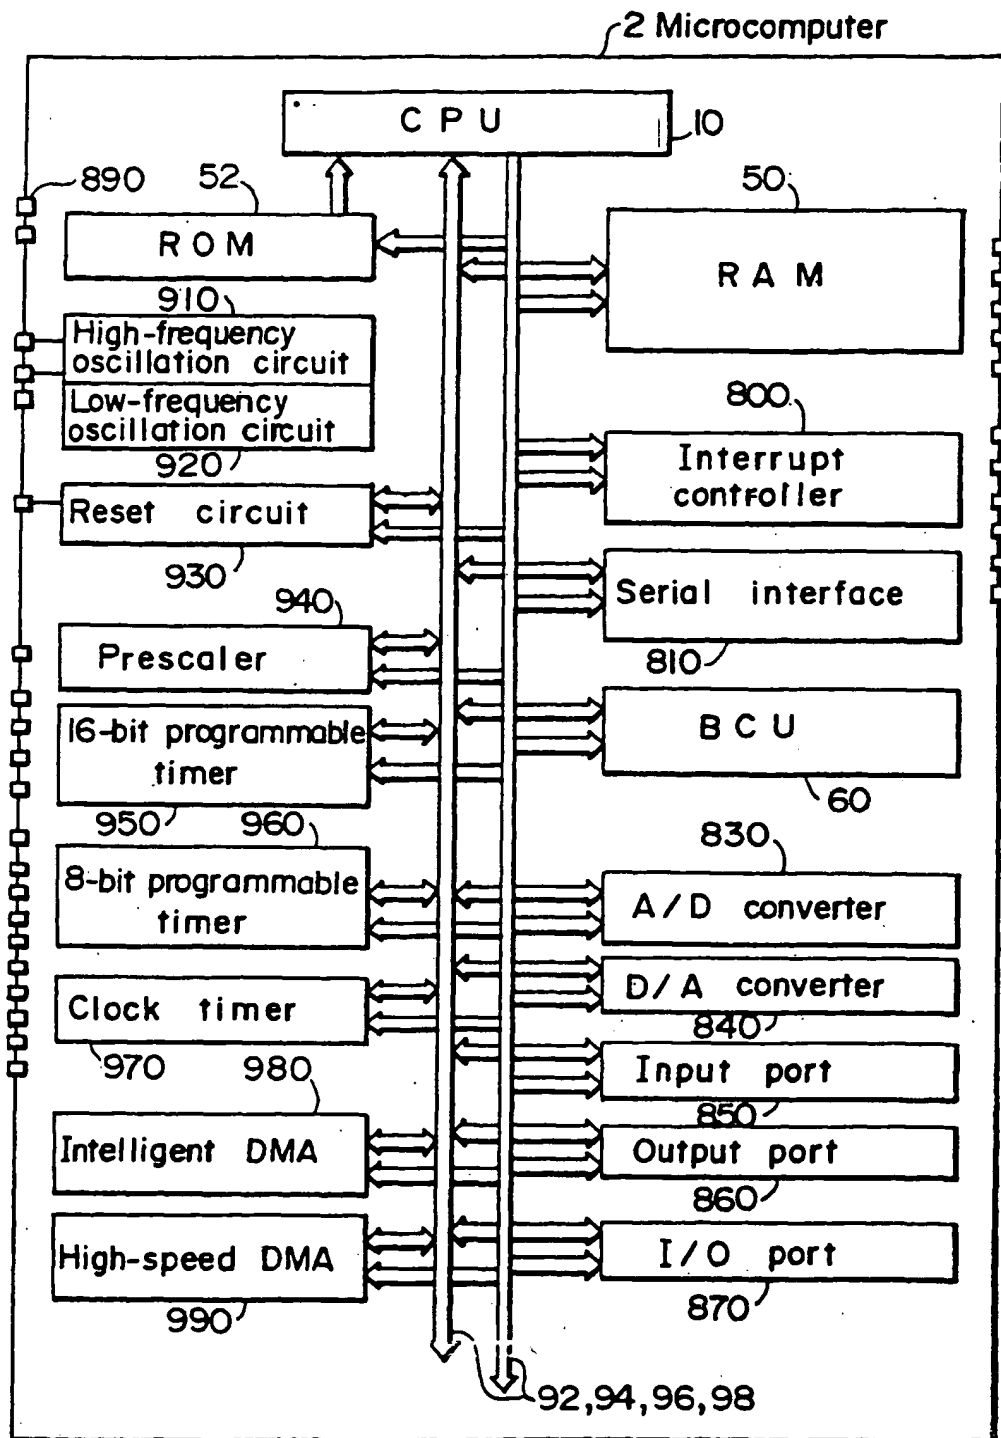 2 Microcomputer
CPU
10
890
52
50
ROM
RAM
910
High-frequency
oscillation circuit
Low-frequency
oscillation circuit
920
800
Interrupt
controller
Reset circuit
930
Serial interface
810
940
Prescaler
BCU
60
16-bit programmable
timer
950
960
830
8-bit programmable
timer
A/D converter
D/A converter
840
Clock timer
970
980
Input port
850
Intelligent DMA
Output port
860
High-speed DMA
990
I/O port
870
92,94,96,98